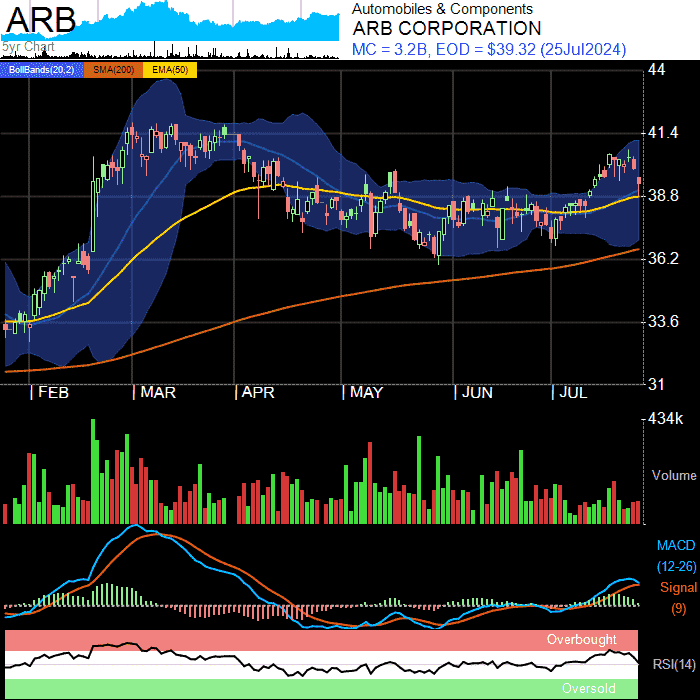 ARB
5yr Chart
Automobiles & Components
ARB CORPORATION
MC = 3.2B, EOD = $39.32 (25Jul2024)
BollBands(20,2) SMA(200) EMA(50)
44
41.4
38.8
36.2
33.6
31
FEB MAR APR MAY JUN JUL
434k
Volume
MACD
(12-26)
Signal
(9)
Overbought
RSI(14)
Oversold